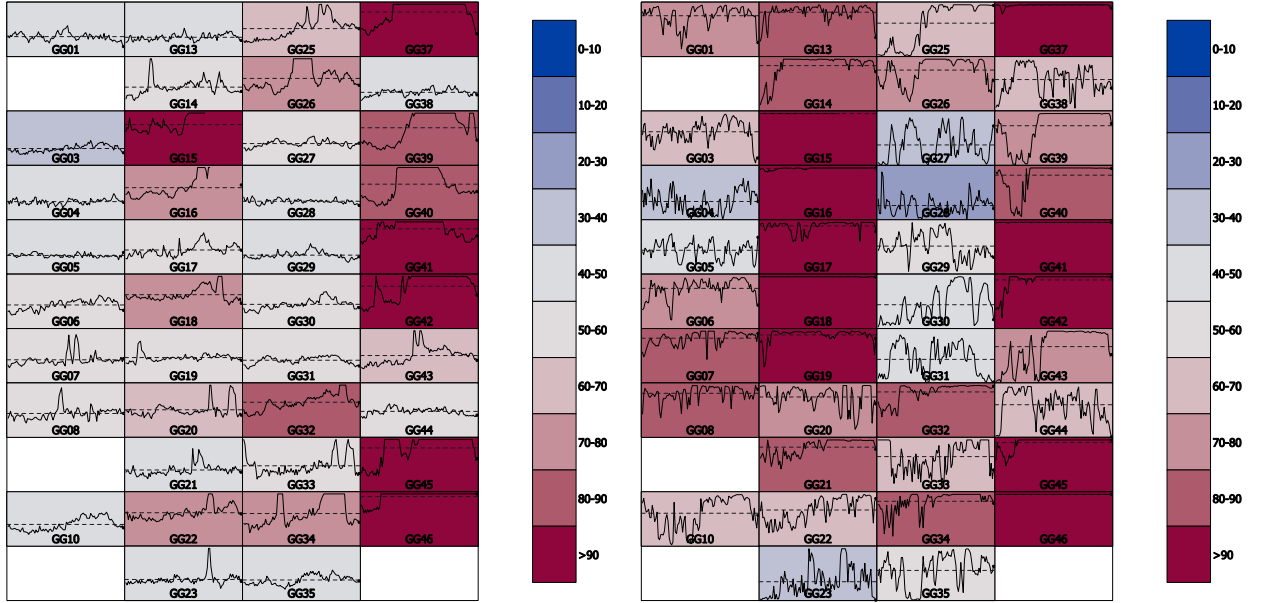 GG01 GG13 GG25 GG37
GG14 GG26 GG38
GG03 GG15 GG27 GG39
GG04 GG16 GG28 GG40
GG05 GG17 GG29 GG41
GG06 GG18 GG30 GG42
GG07 GG19 GG31 GG43
GG08 GG20 GG32 GG44
GG21 GG33 GG45
GG10 GG22 GG34 GG46
GG23 GG35
0-10
10-20
20-30
30-40
40-50
50-60
60-70
70-80
80-90
>90
GG01 GG13 GG25 GG37
GG14 GG26 GG38
GG03 GG15 GG27 GG39
GG04 GG16 GG28 GG40
GG05 GG17 GG29 GG41
GG06 GG18 GG30 GG42
GG07 GG19 GG31 GG43
GG08 GG20 GG32 GG44
GG21 GG33 GG45
GG10 GG22 GG34 GG46
GG23 GG35
0-10
10-20
20-30
30-40
40-50
50-60
60-70
70-80
80-90
>90